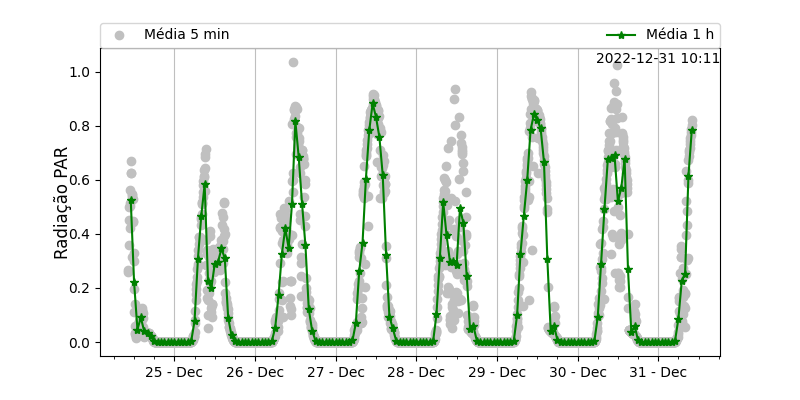 Média 5 min
Média 1 h
2022-12-31 10:11
Radiação PAR
1.0
0.8
0.6
0.4
0.2
0.0
25 - Dec
26 - Dec
27 - Dec
28 - Dec
29 - Dec
30 - Dec
31 - Dec